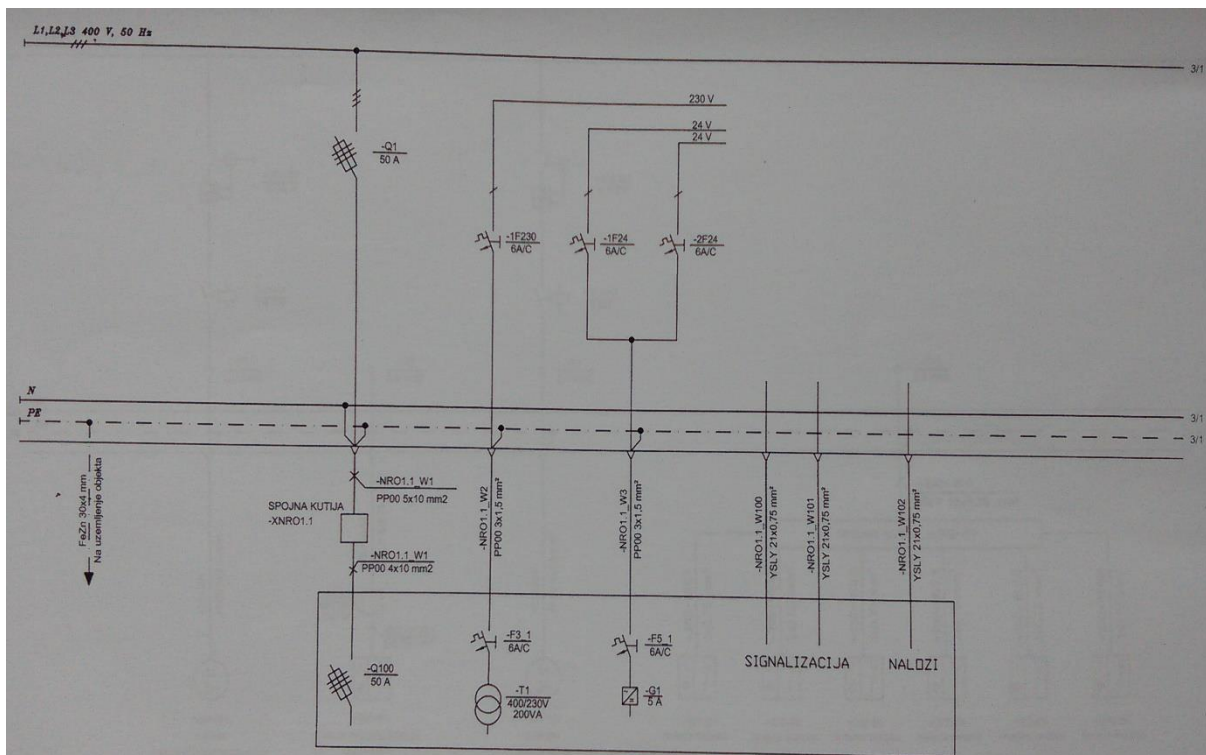 L1,L2,L3 400 V, 50 Hz
3/1
230 V
24 V
24 V
-Q1
50 A
-1F230
6A/C
-1F24
6A/C
-2F24
6A/C
N
3/1
PE
3/1
FeZn 30x4 mm
Na uzemljenje objekta
-NRO1.1_W1
PP00 5x10 mm2
SPOJNA KUTIJA
-XNRO1.1
-NRO1.1_W1
PP00 4x10 mm2
-NRO1.1_W2
PP00 3x1,5 mm²
-NRO1.1_W3
PP00 3x1,5 mm²
-NRO1.1_W100
YSLY 21x0,75 mm²
-NRO1.1_W101
YSLY 21x0,75 mm²
-NRO1.1_W102
YSLY 21x0,75 mm²
-Q100
50 A
-F3_1
6A/C
-T1
400/230V
200VA
-F5_1
6A/C
-G1
5 A
SIGNALIZACIJA
NALOZI